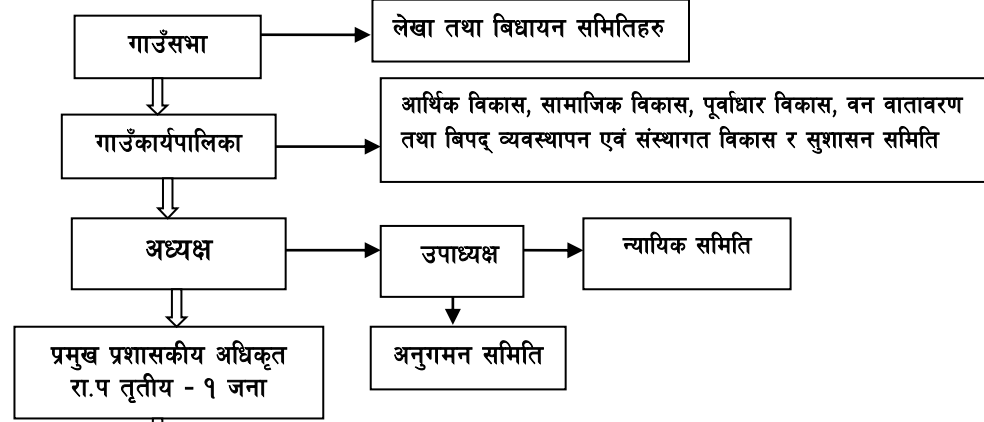 गाउँसभा
लेखा तथा बिधायन समितिहरु
आर्थिक विकास, सामाजिक विकास, पूर्वाधार विकास, वन वातावरण
तथा बिपद् व्यवस्थापन एवं संस्थागत विकास र सुशासन समिति
गाउँकार्यपालिका
अध्यक्ष
उपाध्यक्ष
न्यायिक समिति
प्रमुख प्रशासकीय अधिकृत
रा.प तृतीय - १ जना
अनुगमन समिति